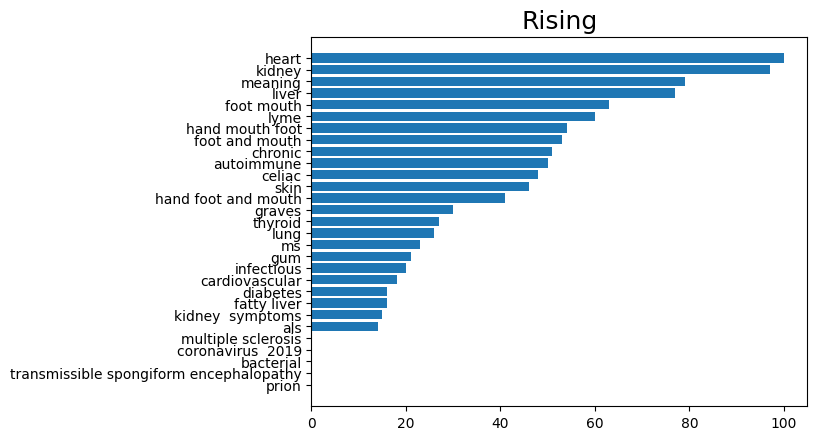 Rising
heart
kidney
meaning
liver
foot mouth
lyme
hand mouth foot
foot and mouth
chronic
autoimmune
celiac
skin
hand foot and mouth
graves
thyroid
lung
ms
gum
infectious
cardiovascular
diabetes
fatty liver
kidney  symptoms
als
multiple sclerosis
coronavirus  2019
bacterial
transmissible spongiform encephalopathy
prion
0 20 40 60 80 100